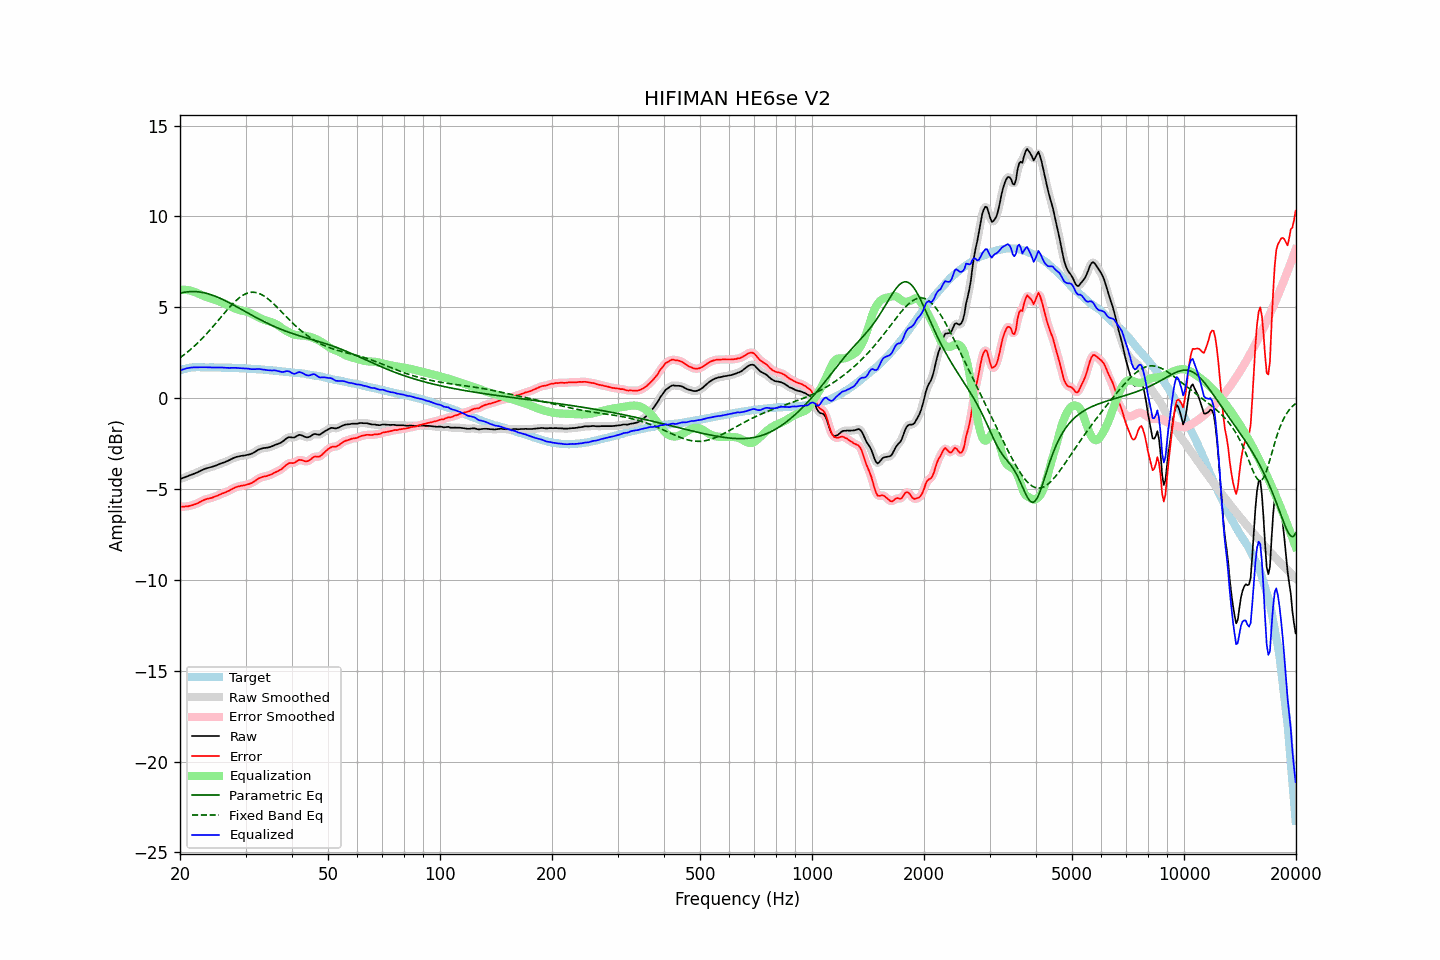 HIFIMAN HE6se V2
Amplitude (dBr)
15
10
5
0
−5
−10
−15
−20
−25
Target
Raw Smoothed
Error Smoothed
Raw
Error
Equalization
Parametric Eq
Fixed Band Eq
Equalized
20 50 100 200 500 1000 2000 5000 10000 20000
Frequency (Hz)